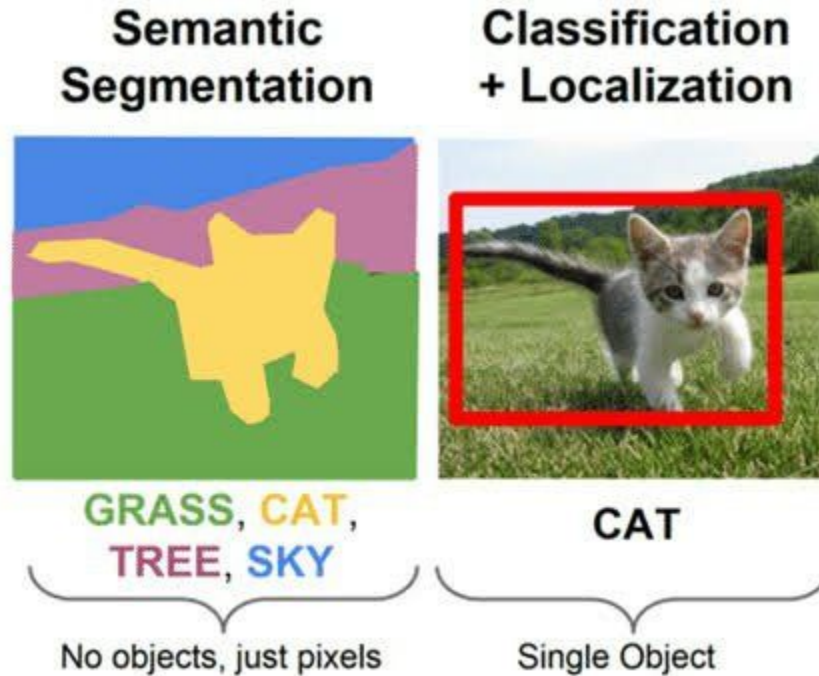 Semantic
Segmentation
GRASS, CAT,
TREE, SKY
No objects, just pixels
Classification
+ Localization
CAT
Single Object